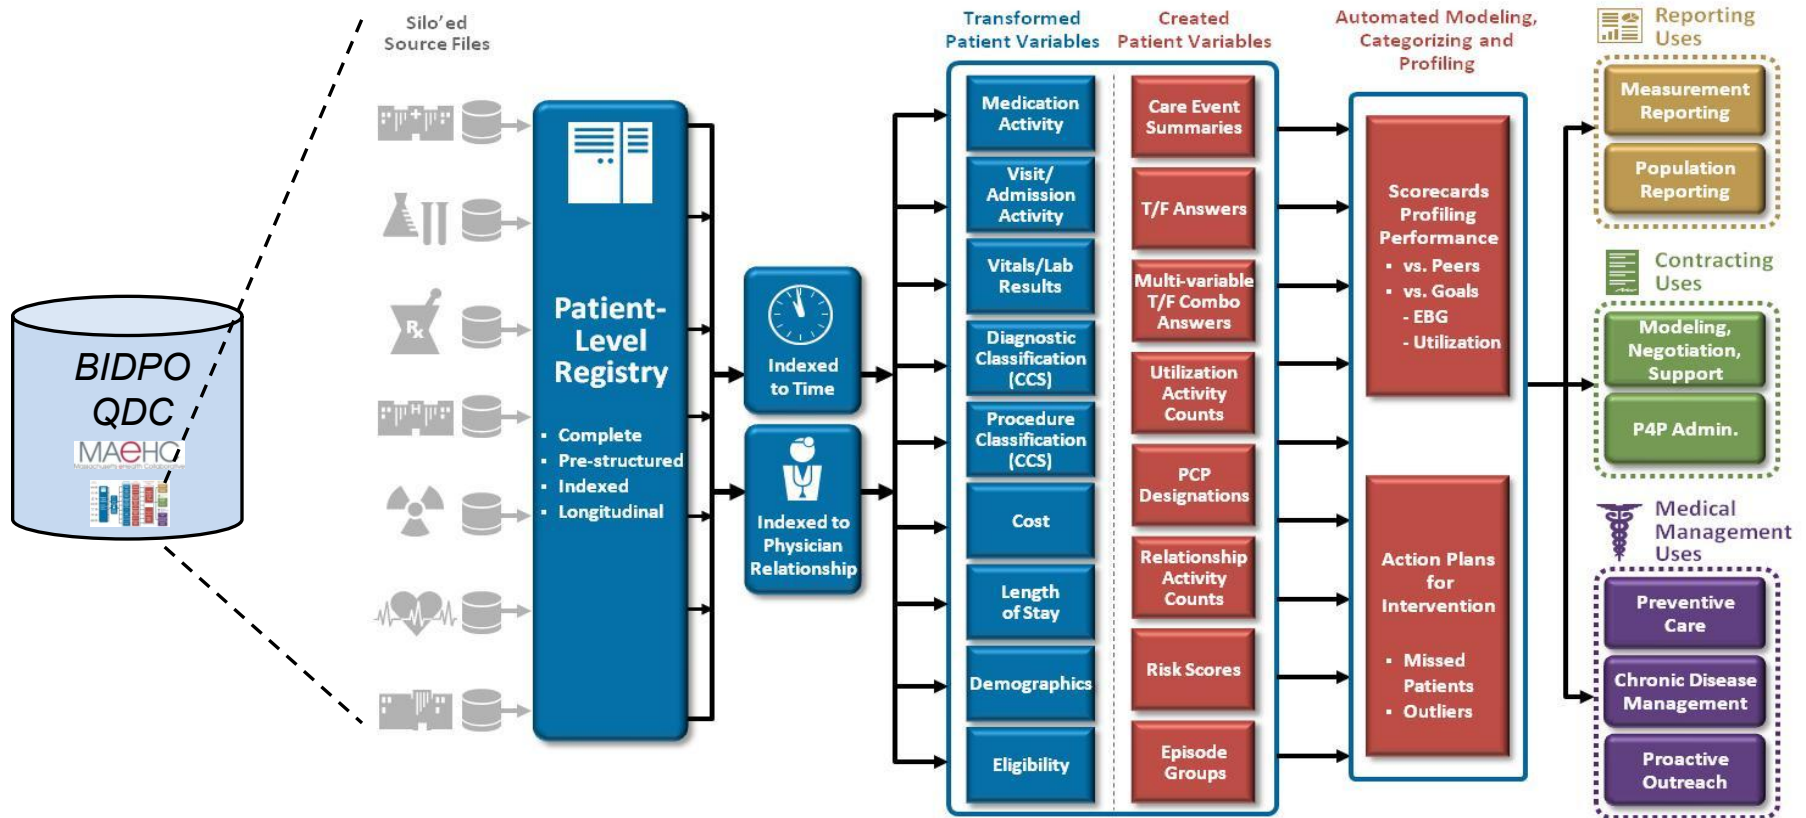 BIDPO
QDC
MAeHC
Massachusetts eHealth Collaborative
Silo'ed
Source Files
Rx
H
Patient-
Level
Registry
▪ Complete
▪ Pre-structured
▪ Indexed
▪ Longitudinal
Indexed
to Time
Indexed to
Physician
Relationship
Transformed
Patient Variables
Medication
Activity
Visit/
Admission
Activity
Vitals/Lab
Results
Diagnostic
Classification
(CCS)
Procedure
Classification
(CCS)
Cost
Length
of Stay
Demographics
Eligibility
Created
Patient Variables
Care Event
Summaries
T/F Answers
Multi-variable
T/F Combo
Answers
Utilization
Activity
Counts
PCP
Designations
Relationship
Activity
Counts
Risk Scores
Episode
Groups
Automated Modeling,
Categorizing and
Profiling
Scorecards
Profiling
Performance
▪ vs. Peers
▪ vs. Goals
- EBG
- Utilization
Action Plans
for
Intervention
▪ Missed
Patients
▪ Outliers
Reporting
Uses
Measurement
Reporting
Population
Reporting
Contracting
Uses
Modeling,
Negotiation,
Support
P4P Admin.
Medical
Management
Uses
Preventive
Care
Chronic Disease
Management
Proactive
Outreach